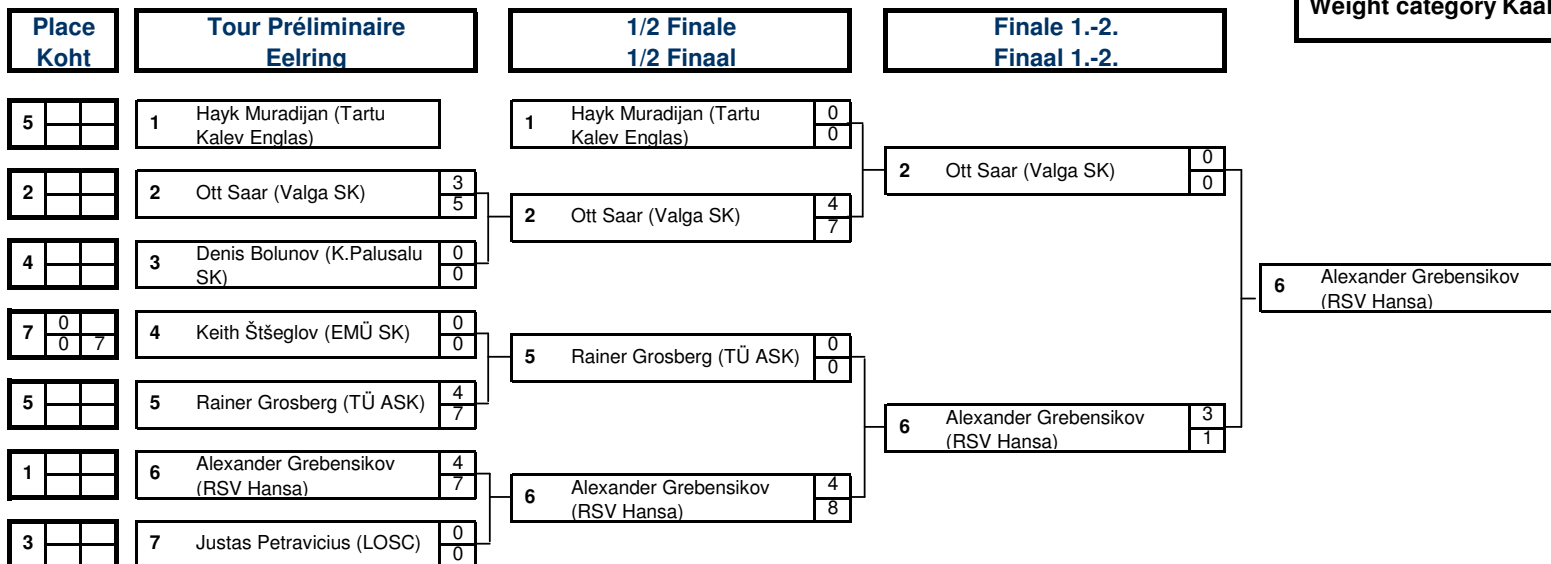 Weight category Kaal
Place
Koht
Tour Préliminaire
Eelring
1/2 Finale
1/2 Finaal
Finale 1.-2.
Finaal 1.-2.
5
1
Hayk Muradijan (Tartu
Kalev Englas)
1
Hayk Muradijan (Tartu
Kalev Englas)
0
0
2
Ott Saar (Valga SK)
0
0
2
2
Ott Saar (Valga SK)
3
5
2
Ott Saar (Valga SK)
4
7
4
3
Denis Bolunov (K.Palusalu
SK)
0
0
6
Alexander Grebensikov
(RSV Hansa)
7
0
0 7
4
Keith Štšeglov (EMÜ SK)
0
0
5
Rainer Grosberg (TÜ ASK)
0
0
5
5
Rainer Grosberg (TÜ ASK)
4
7
6
Alexander Grebensikov
(RSV Hansa)
3
1
1
6
Alexander Grebensikov
(RSV Hansa)
4
7
6
Alexander Grebensikov
(RSV Hansa)
4
8
3
7
Justas Petravicius (LOSC)
0
0